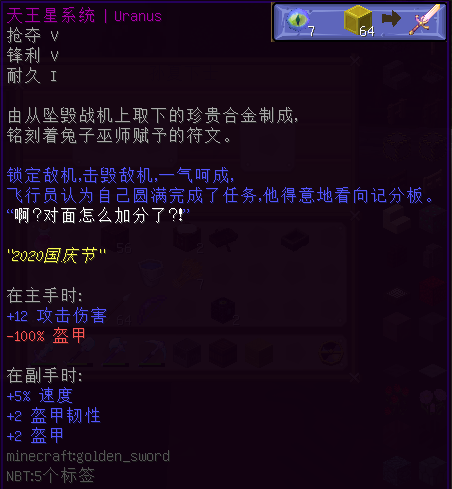 天王星系统 | Uranus
抢夺 V
锋利 V
耐久 I
7
64
由从坠毁战机上取下的珍贵合金制成,
铭刻着兔子巫师赋予的符文。
锁定敌机,击毁敌机,一气呵成,
飞行员认为自己圆满完成了任务,他得意地看向记分板。
“啊?对面怎么加分了?!”
"2020国庆节"
在主手时:
+12 攻击伤害
-100% 盔甲
在副手时:
+5% 速度
+2 盔甲韧性
+2 盔甲
minecraft:golden_sword
NBT:5个标签